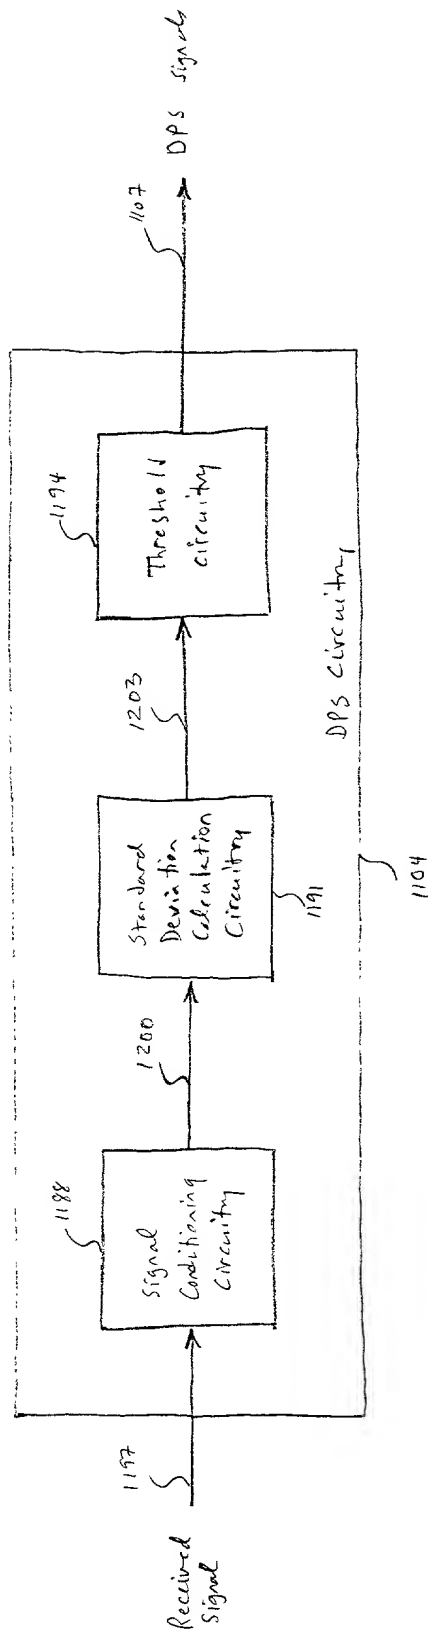 Received
Signal
1197
1188
Signal
Conditioning
Circuitry
1200
Standard
Deviation
Calculation
Circuitry
1191
1203
1194
Threshold
circuitry
DPS Circuitry
1104
1107
DPS Signals